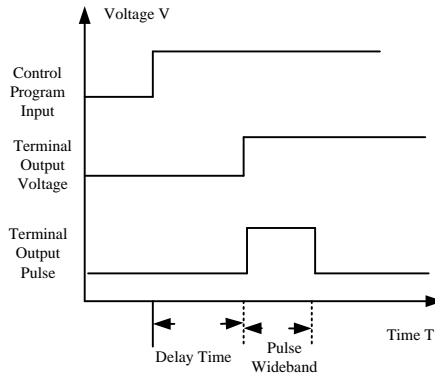 Voltage V
Control
Program
Input
Terminal
Output
Voltage
Terminal
Output
Pulse
Time T
Delay Time
Pulse
Wideband